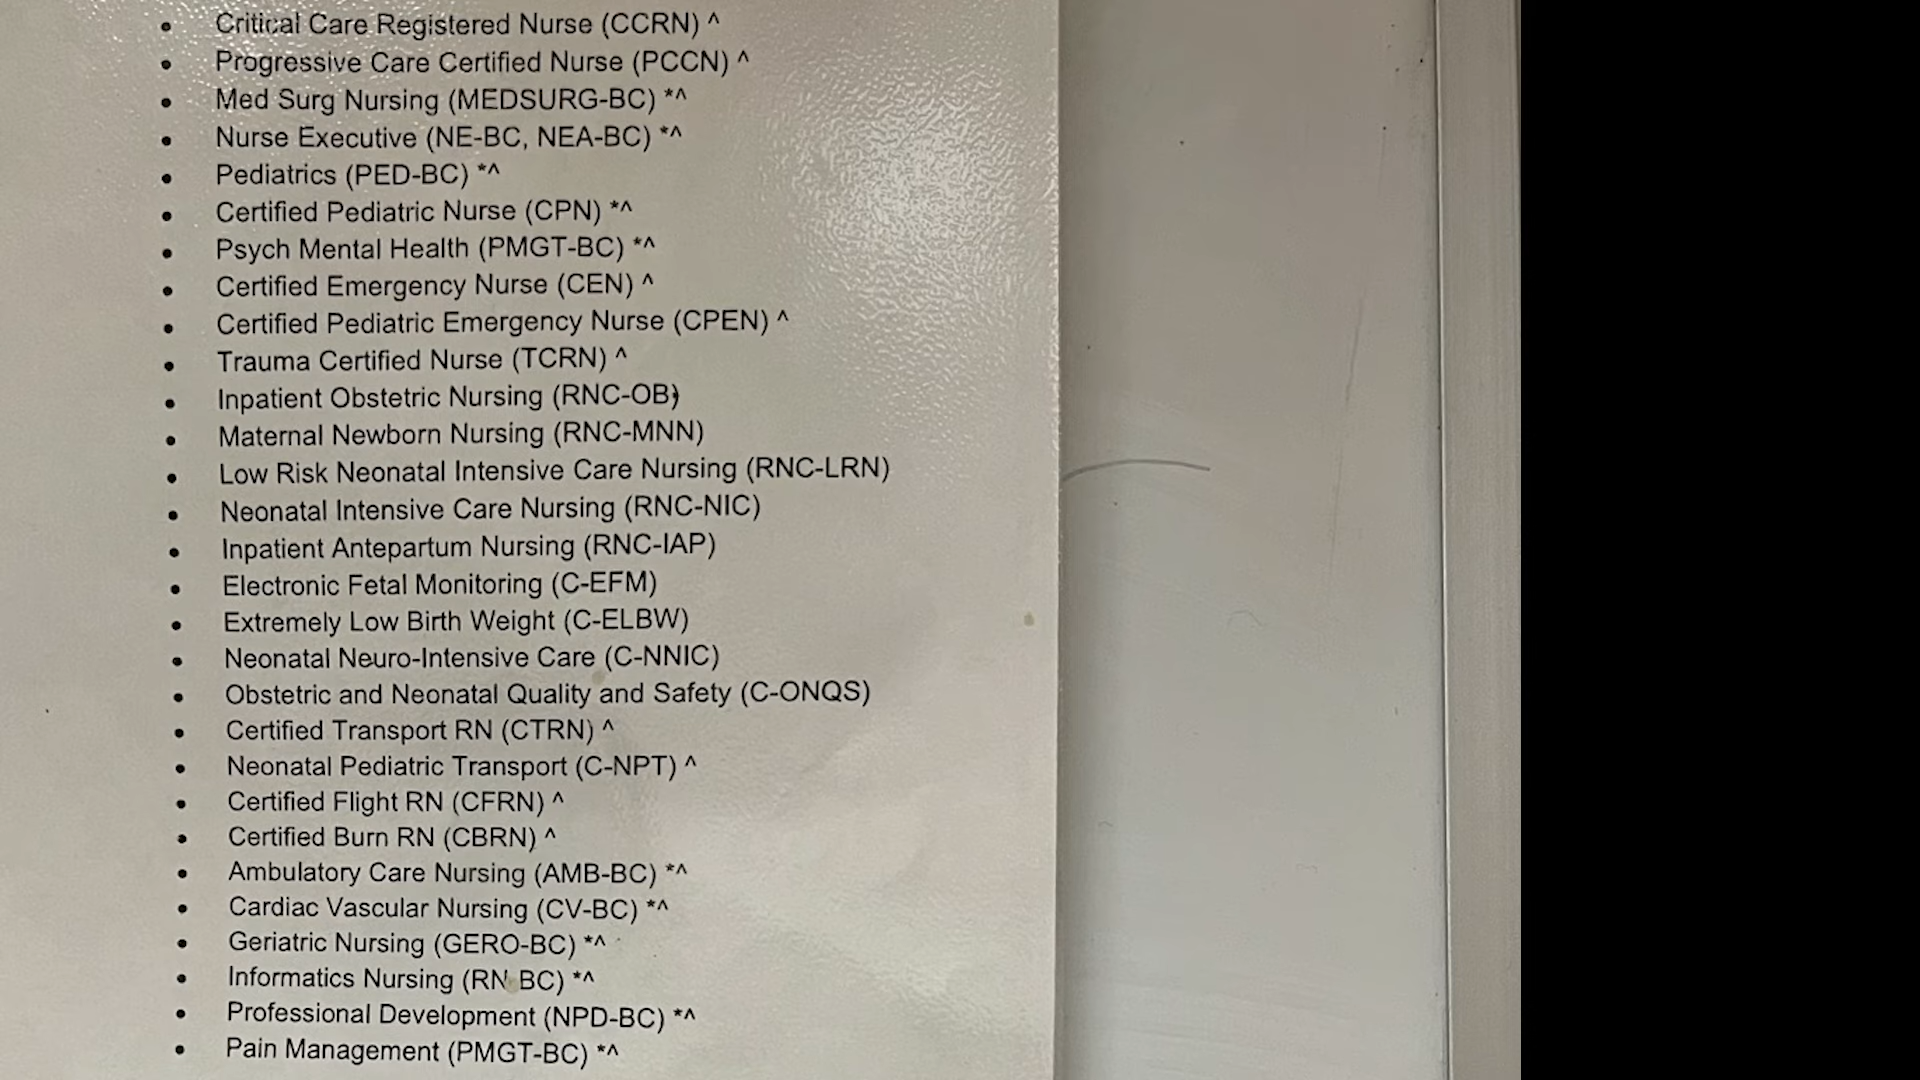 • Critical Care Registered Nurse (CCRN) ^
• Progressive Care Certified Nurse (PCCN) ^
• Med Surg Nursing (MEDSURG-BC) *^
• Nurse Executive (NE-BC, NEA-BC) *^
• Pediatrics (PED-BC) *^
• Certified Pediatric Nurse (CPN) *^
• Psych Mental Health (PMGT-BC) *^
• Certified Emergency Nurse (CEN) ^
• Certified Pediatric Emergency Nurse (CPEN) ^
• Trauma Certified Nurse (TCRN) ^
• Inpatient Obstetric Nursing (RNC-OB)
• Maternal Newborn Nursing (RNC-MNN)
• Low Risk Neonatal Intensive Care Nursing (RNC-LRN)
• Neonatal Intensive Care Nursing (RNC-NIC)
• Inpatient Antepartum Nursing (RNC-IAP)
• Electronic Fetal Monitoring (C-EFM)
• Extremely Low Birth Weight (C-ELBW)
• Neonatal Neuro-Intensive Care (C-NNIC)
• Obstetric and Neonatal Quality and Safety (C-ONQS)
• Certified Transport RN (CTRN) ^
• Neonatal Pediatric Transport (C-NPT) ^
• Certified Flight RN (CFRN) ^
• Certified Burn RN (CBRN) ^
• Ambulatory Care Nursing (AMB-BC) *^
• Cardiac Vascular Nursing (CV-BC) *^
• Geriatric Nursing (GERO-BC) *^
• Informatics Nursing (RN-BC) *^
• Professional Development (NPD-BC) *^
• Pain Management (PMGT-BC) *^